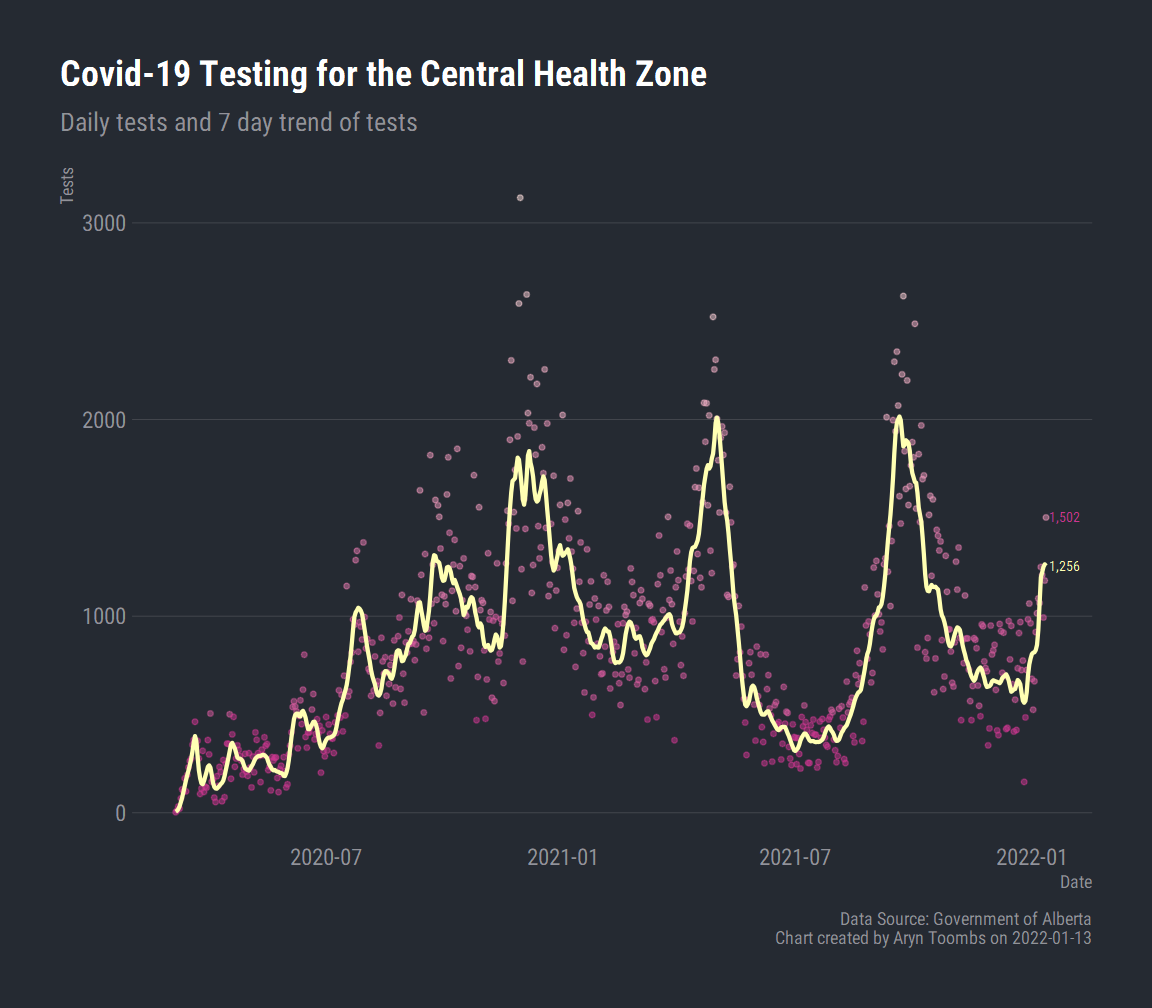 Covid-19 Testing for the Central Health Zone
Daily tests and 7 day trend of tests
Tests
3000
2000
1,502
1,256
1000
0
2020-07 2021-01 2021-07 2022-01
Date
Data Source: Government of Alberta
Chart created by Aryn Toombs on 2022-01-13